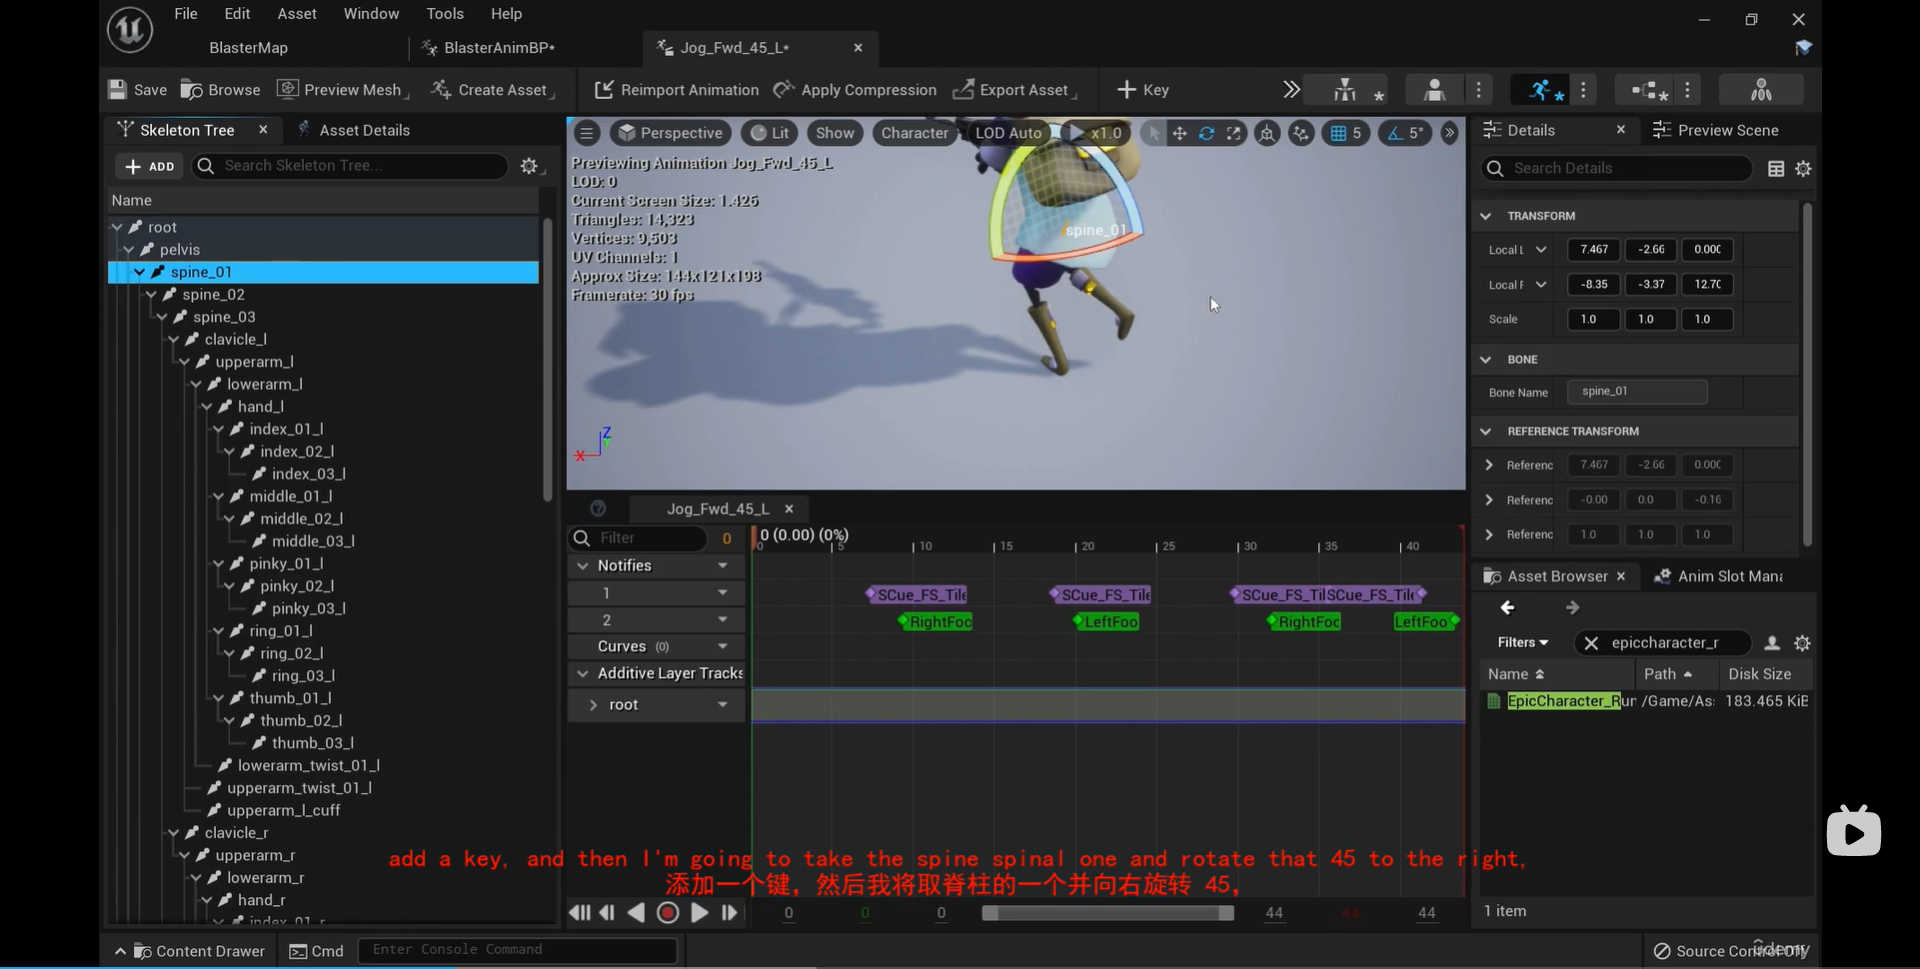 File Edit Asset Window Tools Help
BlasterMap BlasterAnimBP* Jog_Fwd_45_L*
Save Browse Preview Mesh Create Asset Reimport Animation Apply Compression Export Asset Key
Skeleton Tree Asset Details
ADD Search Skeleton Tree...
Name
root
pelvis
spine_01
spine_02
spine_03
clavicle_l
upperarm_l
lowerarm_l
hand_l
index_01_l
index_02_l
index_03_l
middle_01_l
middle_02_l
middle_03_l
pinky_01_l
pinky_02_l
pinky_03_l
ring_01_l
ring_02_l
ring_03_l
thumb_01_l
thumb_02_l
thumb_03_l
lowerarm_twist_01_l
upperarm_twist_01_l
upperarm_l_cuff
clavicle_r
upperarm_r
lowerarm_r
hand_r
index_01_r
Perspective Lit Show Character LOD Auto x1.0 5 5°
Previewing Animation Jog_Fwd_45_L
LOD: 0
Current Screen Size: 1.426
Triangles: 14,323
Vertices: 9,503
UV Channels: 1
Approx Size: 144x121x198
Framerate: 30 fps
spine_01
Z
X
Jog_Fwd_45_L
Filter 0 0 (0.00) (0%)
0 5 10 15 20 25 30 35 40
Notifies
1 SCue_FS_Tile SCue_FS_Tile SCue_FS_Til SCue_FS_Tile
2 RightFoo LeftFoo RightFoo LeftFoo
Curves (0)
Additive Layer Tracks
root
add a key, and then I'm going to take the spine spinal one and rotate that 45 to the right,
添加一个键，然后我将取脊柱的一个并向右旋转 45，
0 0 0 44 44 44
Details Preview Scene
Search Details
TRANSFORM
Local L 7.467 -2.66 0.000
Local R -8.35 -3.37 12.70
Scale 1.0 1.0 1.0
BONE
Bone Name spine_01
REFERENCE TRANSFORM
Referenc 7.467 -2.66 0.000
Referenc -0.00 0.0 -0.16
Referenc 1.0 1.0 1.0
Asset Browser Anim Slot Mana
Filters epiccharacter_r
Name Path Disk Size
EpicCharacter_Run /Game/Ass 183.465 KiB
1 item
Content Drawer Cmd Enter Console Command Source Control Off
ûdemy